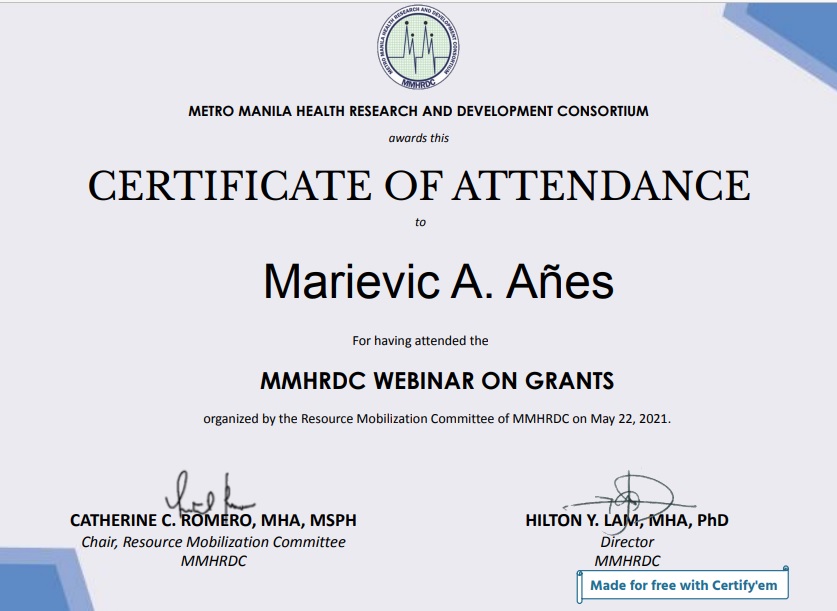 METRO MANILA HEALTH RESEARCH AND DEVELOPMENT CONSORTIUM
MMHRDC
METRO MANILA HEALTH RESEARCH AND DEVELOPMENT CONSORTIUM
awards this
CERTIFICATE OF ATTENDANCE
to
Marievic A. Añes
For having attended the
MMHRDC WEBINAR ON GRANTS
organized by the Resource Mobilization Committee of MMHRDC on May 22, 2021.
CATHERINE C. ROMERO, MHA, MSPH
Chair, Resource Mobilization Committee
MMHRDC
HILTON Y. LAM, MHA, PhD
Director
MMHRDC
Made for free with Certify'em